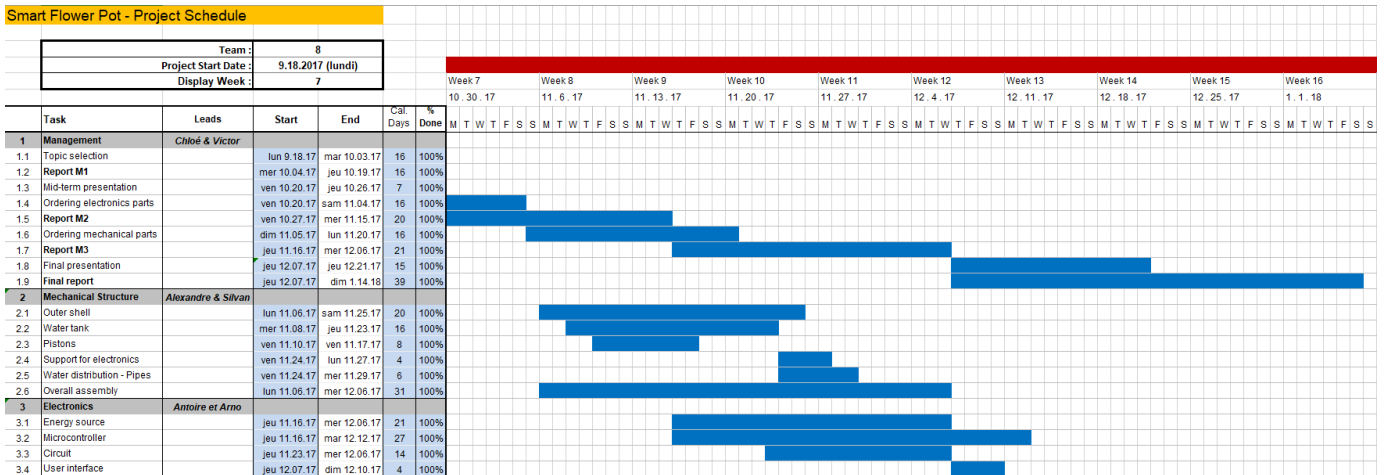 Smart Flower Pot - Project Schedule
Team : 8
Project Start Date : 9.18.2017 (lundi)
Display Week : 7
Week 7 Week 8 Week 9 Week 10 Week 11 Week 12 Week 13 Week 14 Week 15 Week 16
10 . 30 . 17 11 . 6 . 17 11 . 13 . 17 11 . 20 . 17 11 . 27 . 17 12 . 4 . 17 12 . 11 . 17 12 . 18 . 17 12 . 25 . 17 1 . 1 . 18
Task Leads Start End Cal. Days % Done M T W T F S S M T W T F S S M T W T F S S M T W T F S S M T W T F S S M T W T F S S M T W T F S S M T W T F S S M T W T F S S M T W T F S S
1 Management Chloé & Victor
1.1 Topic selection lun 9.18.17 mar 10.03.17 16 100%
1.2 Report M1 mer 10.04.17 jeu 10.19.17 16 100%
1.3 Mid-term presentation ven 10.20.17 jeu 10.26.17 7 100%
1.4 Ordering electronics parts ven 10.20.17 sam 11.04.17 16 100%
1.5 Report M2 ven 10.27.17 mer 11.15.17 20 100%
1.6 Ordering mechanical parts dim 11.05.17 lun 11.20.17 16 100%
1.7 Report M3 jeu 11.16.17 mer 12.06.17 21 100%
1.8 Final presentation jeu 12.07.17 jeu 12.21.17 15 100%
1.9 Final report jeu 12.07.17 dim 1.14.18 39 100%
2 Mechanical Structure Alexandre & Silvan
2.1 Outer shell lun 11.06.17 sam 11.25.17 20 100%
2.2 Water tank mer 11.08.17 jeu 11.23.17 16 100%
2.3 Pistons ven 11.10.17 ven 11.17.17 8 100%
2.4 Support for electronics ven 11.24.17 lun 11.27.17 4 100%
2.5 Water distribution - Pipes ven 11.24.17 mer 11.29.17 6 100%
2.6 Overall assembly lun 11.06.17 mer 12.06.17 31 100%
3 Electronics Antoire et Arno
3.1 Energy source jeu 11.16.17 mer 12.06.17 21 100%
3.2 Microcontroller jeu 11.16.17 mar 12.12.17 27 100%
3.3 Circuit jeu 11.23.17 mer 12.06.17 14 100%
3.4 User interface jeu 12.07.17 dim 12.10.17 4 100%